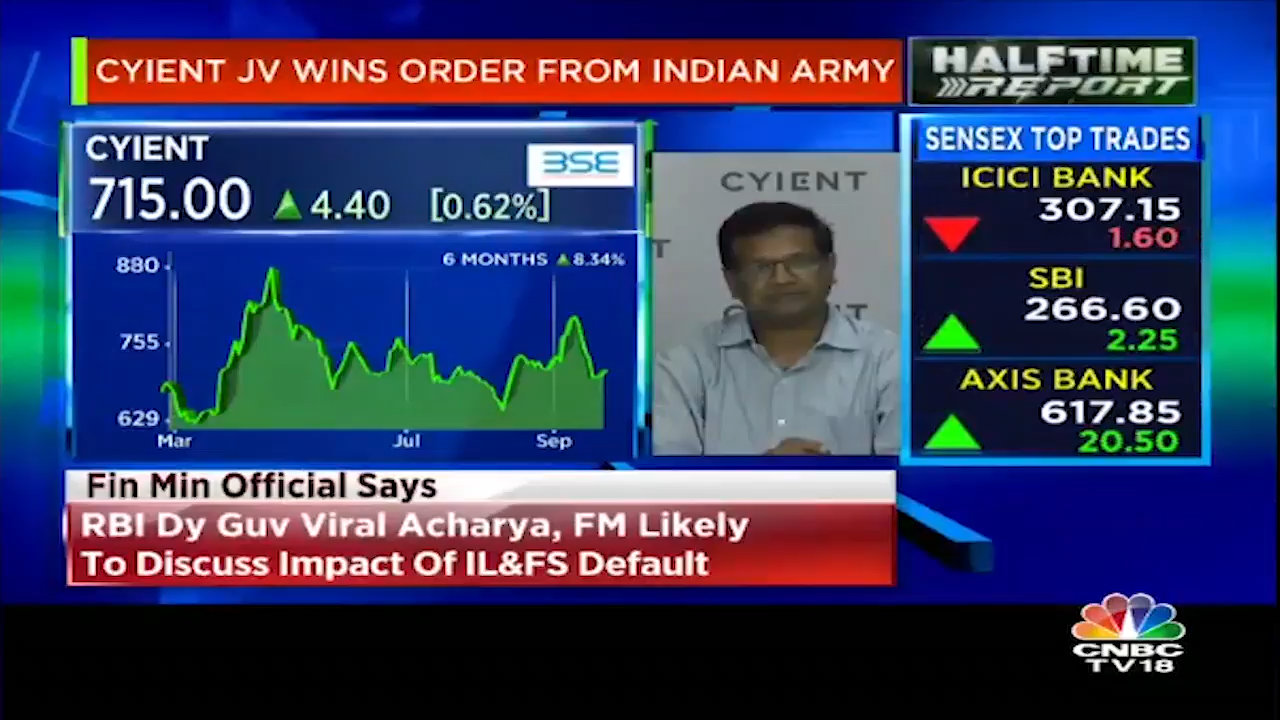 CYIENT JV WINS ORDER FROM INDIAN ARMY
HALFTIME
REPORT
CYIENT
BSE
715.00 4.40 [0.62%]
6 MONTHS 8.34%
880
755
629
Mar Jul Sep
CYIENT
T
CYIENT
SENSEX TOP TRADES
ICICI BANK
307.15
1.60
SBI
266.60
2.25
AXIS BANK
617.85
20.50
Fin Min Official Says
RBI Dy Guv Viral Acharya, FM Likely
To Discuss Impact Of IL&FS Default
CNBC
TV18